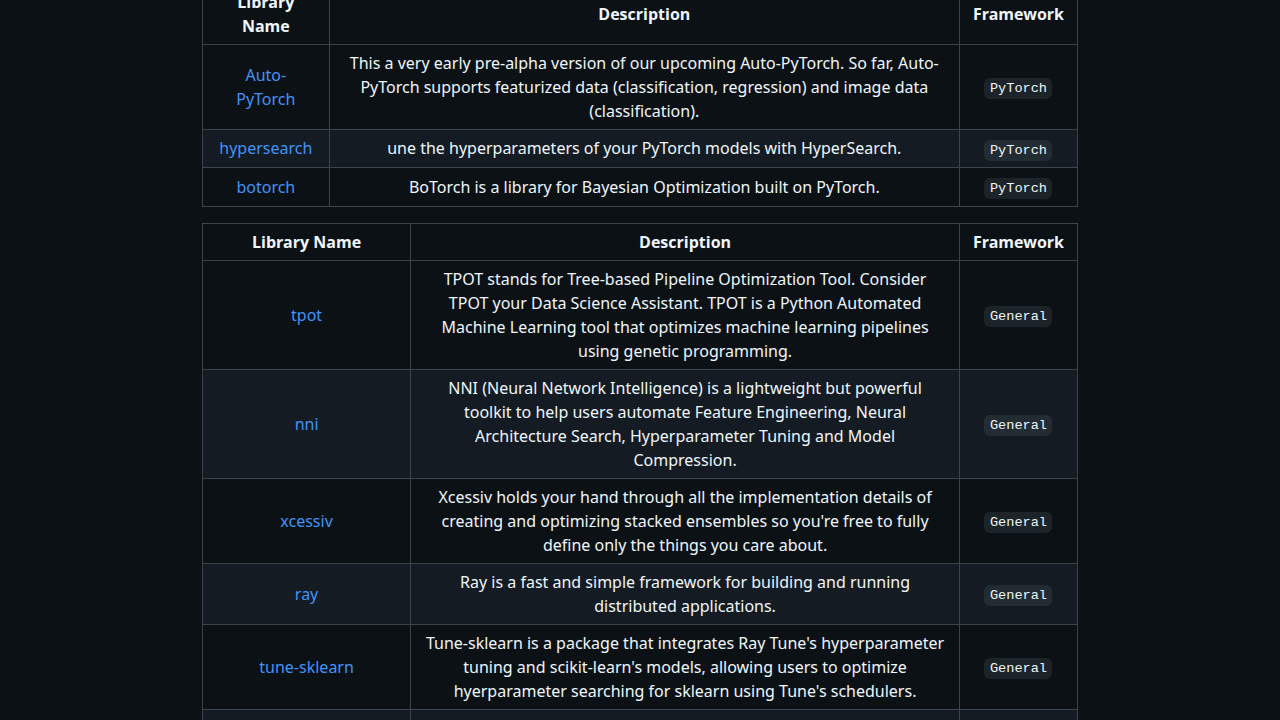 Library
Name
Description
Framework
Auto-
PyTorch
This a very early pre-alpha version of our upcoming Auto-PyTorch. So far, Auto-
PyTorch supports featurized data (classification, regression) and image data
(classification).
PyTorch
hypersearch
une the hyperparameters of your PyTorch models with HyperSearch.
PyTorch
botorch
BoTorch is a library for Bayesian Optimization built on PyTorch.
PyTorch
Library Name
Description
Framework
tpot
TPOT stands for Tree-based Pipeline Optimization Tool. Consider
TPOT your Data Science Assistant. TPOT is a Python Automated
Machine Learning tool that optimizes machine learning pipelines
using genetic programming.
General
nni
NNI (Neural Network Intelligence) is a lightweight but powerful
toolkit to help users automate Feature Engineering, Neural
Architecture Search, Hyperparameter Tuning and Model
Compression.
General
xcessiv
Xcessiv holds your hand through all the implementation details of
creating and optimizing stacked ensembles so you're free to fully
define only the things you care about.
General
ray
Ray is a fast and simple framework for building and running
distributed applications.
General
tune-sklearn
Tune-sklearn is a package that integrates Ray Tune's hyperparameter
tuning and scikit-learn's models, allowing users to optimize
hyerparameter searching for sklearn using Tune's schedulers.
General